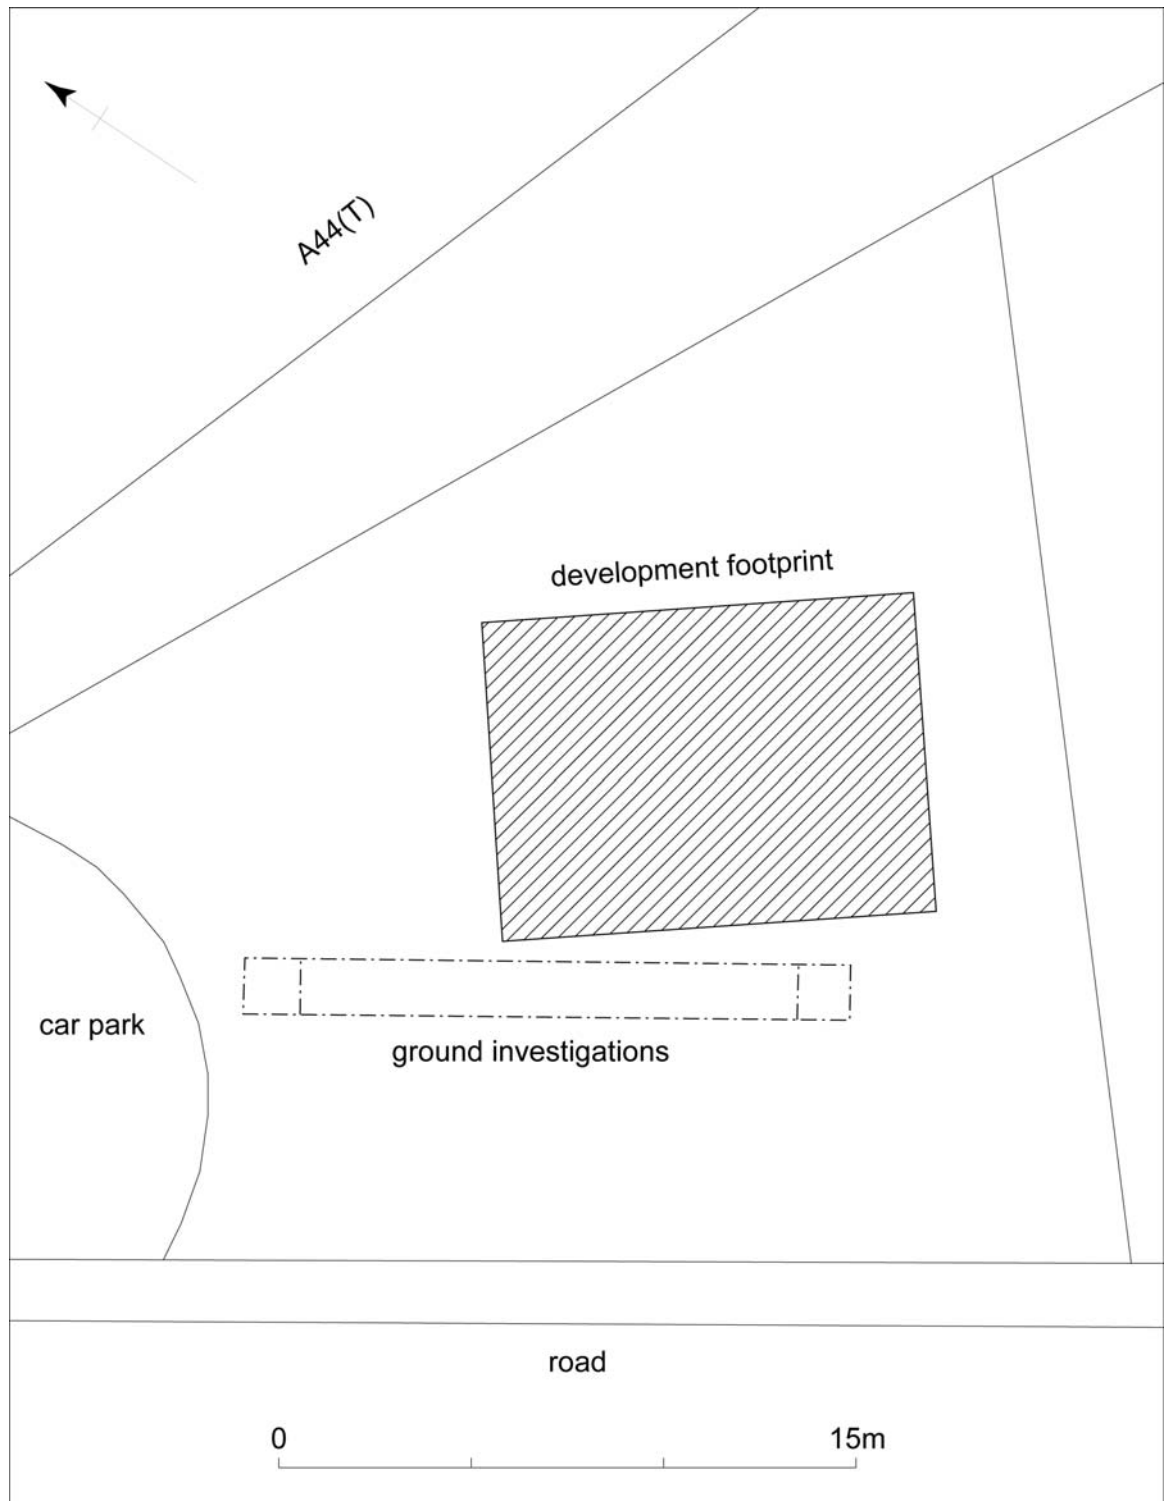 A44(T)
development footprint
car park
ground investigations
road
0
15m